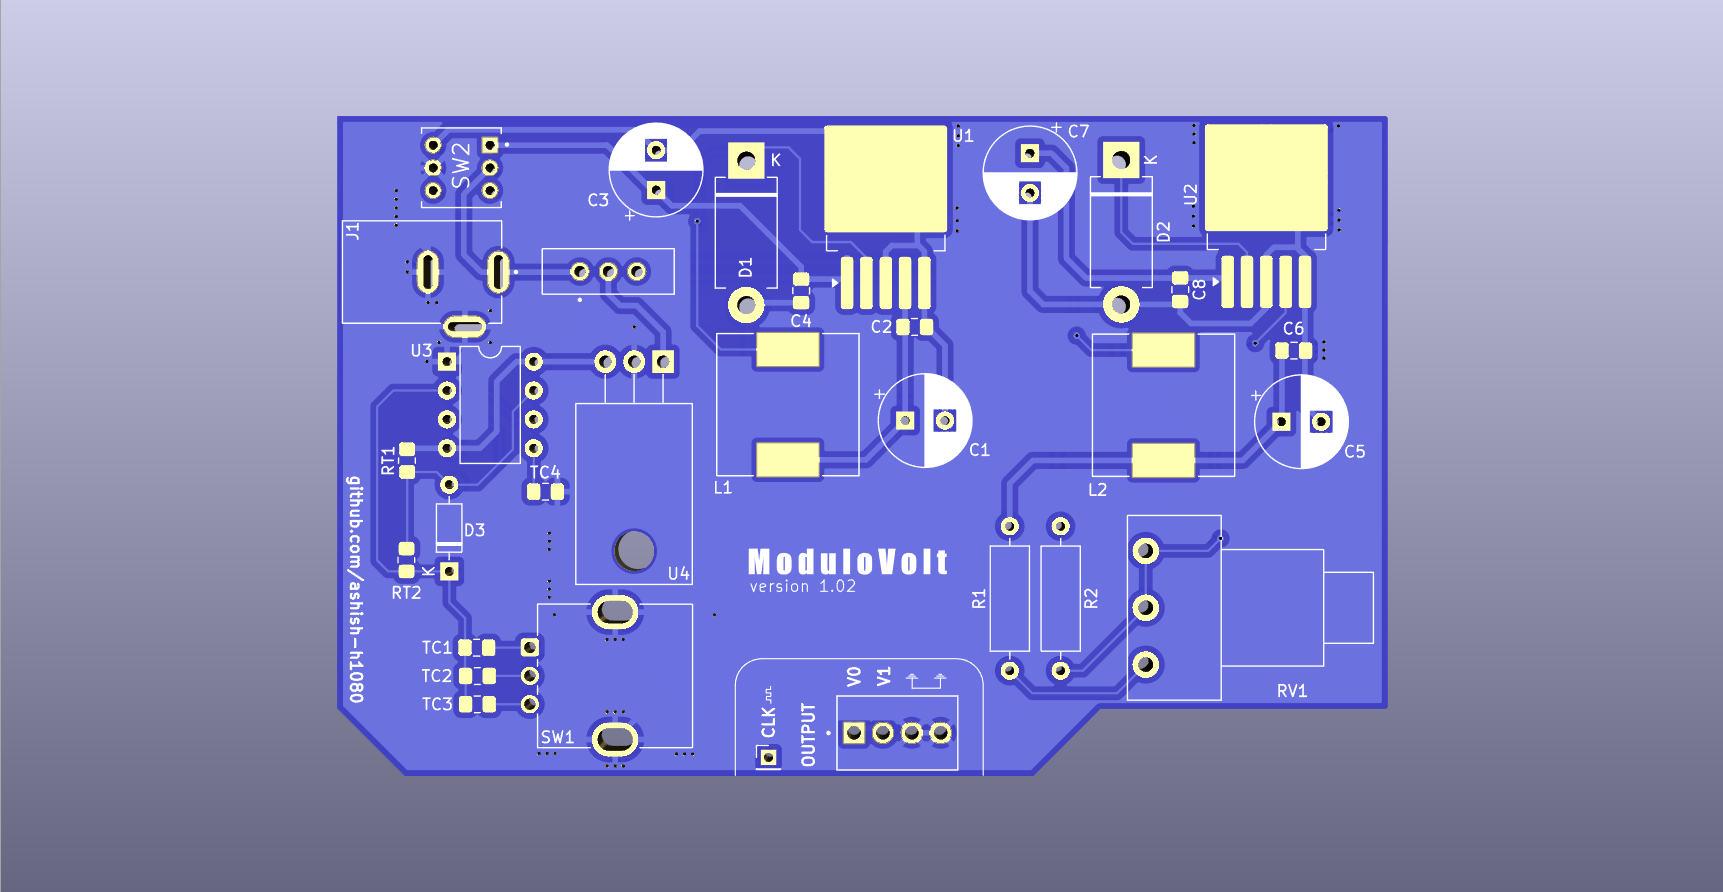 SW2
J1
C3
+
K
D1
C4
U1
C2
+
C1
L1
+
C7
K
U2
D2
C8
C6
+
C5
L2
U3
RT1
TC4
D3
K
RT2
U4
github.com/ashish-h1080
ModuloVolt
version 1.02
R1
R2
RV1
TC1
TC2
TC3
SW1
CLK
OUTPUT
V0
V1